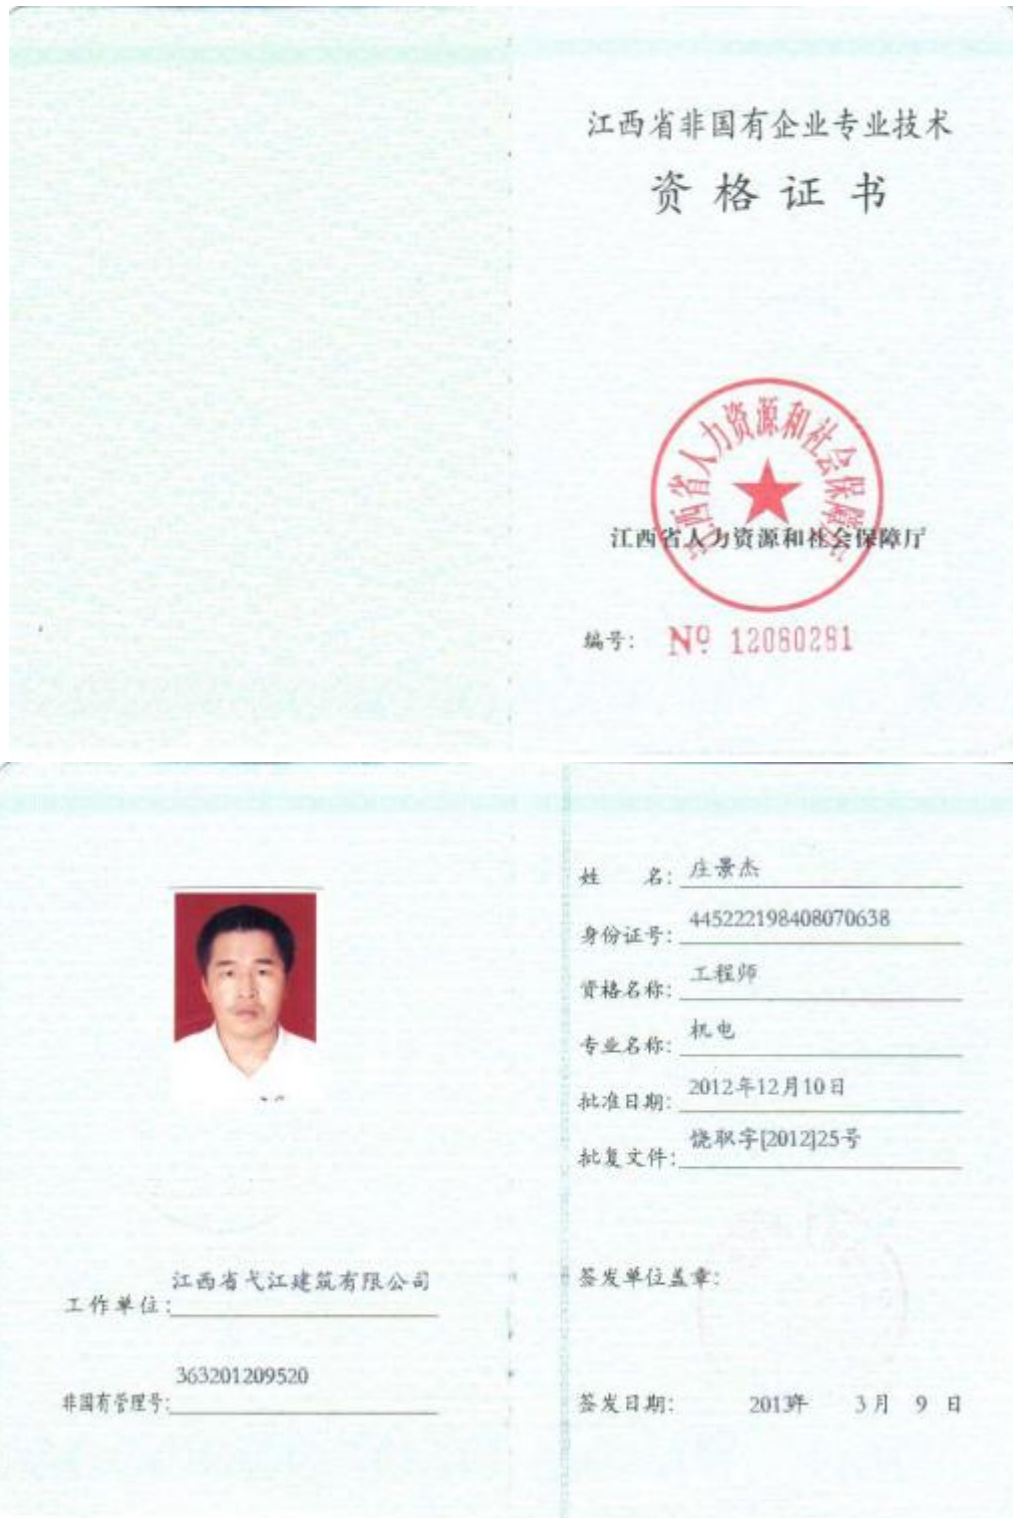 江西省非国有企业专业技术
资格证书
江西省人力资源和社会保障厅
江西省人力资源和社会保障厅
编号： Nº 12080281
姓 名：庄景杰
身份证号：445222198408070638
资格名称：工程师
专业名称：机电
批准日期：2012年12月10日
批复文件：饶职字[2012]25号
工作单位：江西省弋江建筑有限公司
签发单位盖章：
非国有管理号：363201209520
签发日期： 2013年 3月 9日